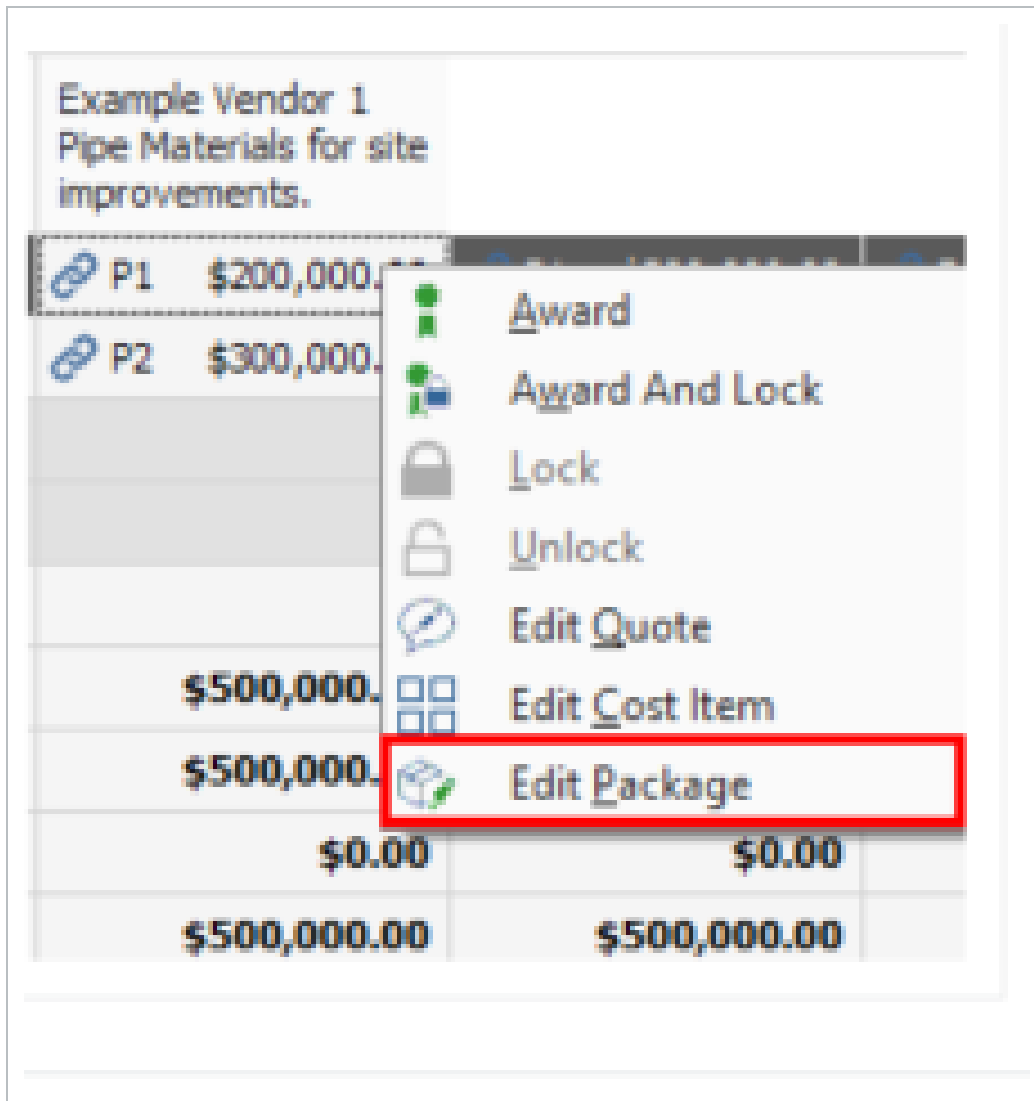 Example Vendor 1
Pipe Materials for site
improvements.
P1 $200,000.
P2 $300,000.
Award
Award And Lock
Lock
Unlock
Edit Quote
Edit Cost Item
Edit Package
$500,000.
$500,000.
$0.00 $0.00
$500,000.00 $500,000.00